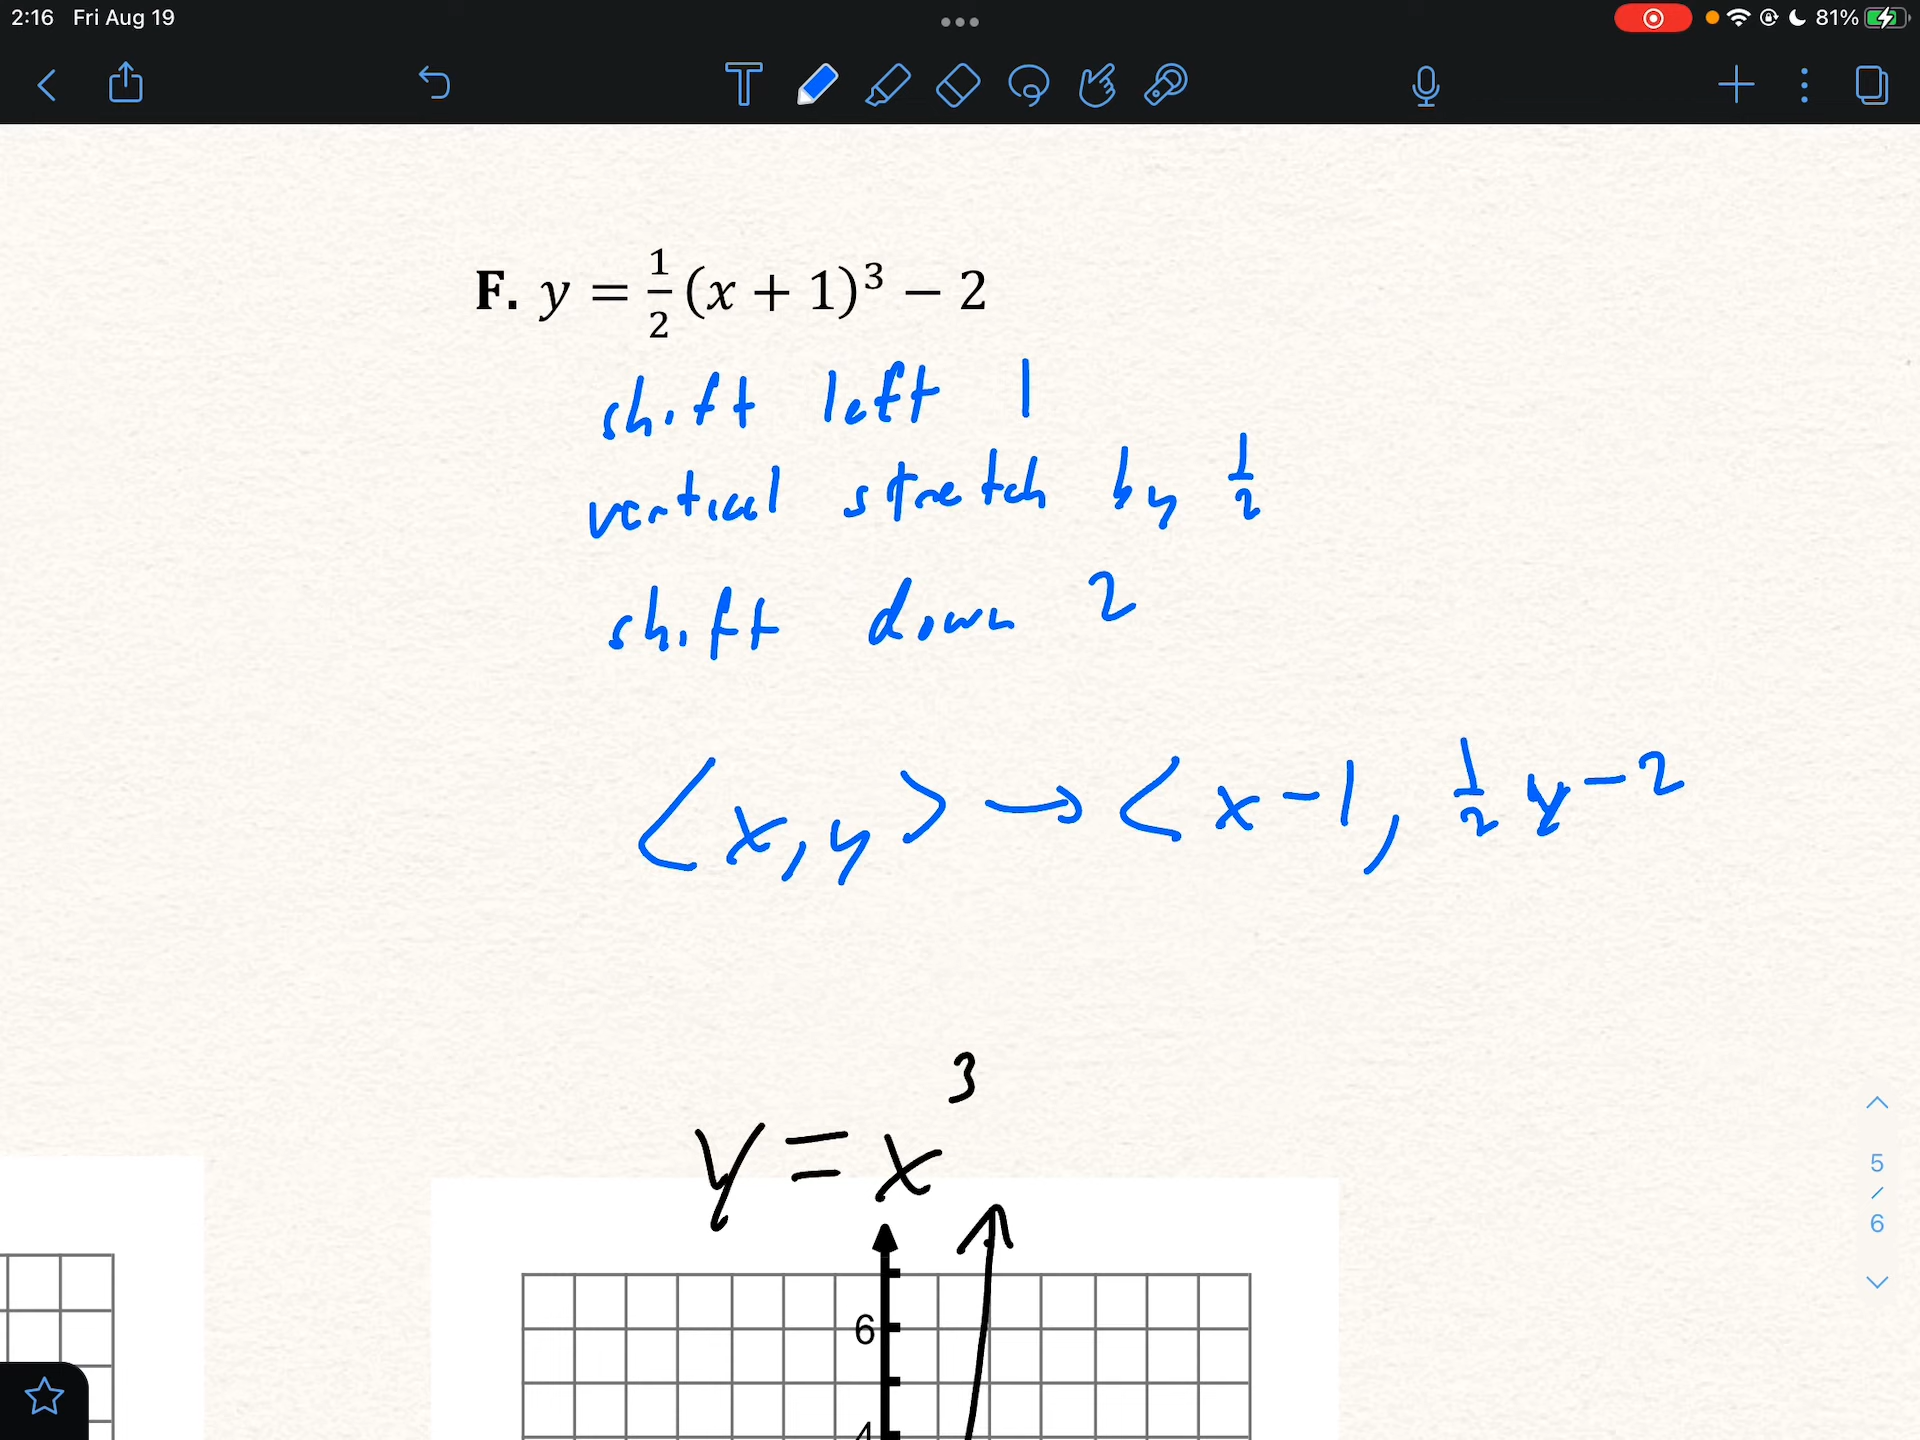 2:16 Fri Aug 19
81%
T
F. y = 1/2 (x + 1)³ − 2
shift left 1
vertical stretch by 1/2
shift down 2
<x, y> → <x − 1, 1/2 y − 2
y = x³
6
4
5
/
6